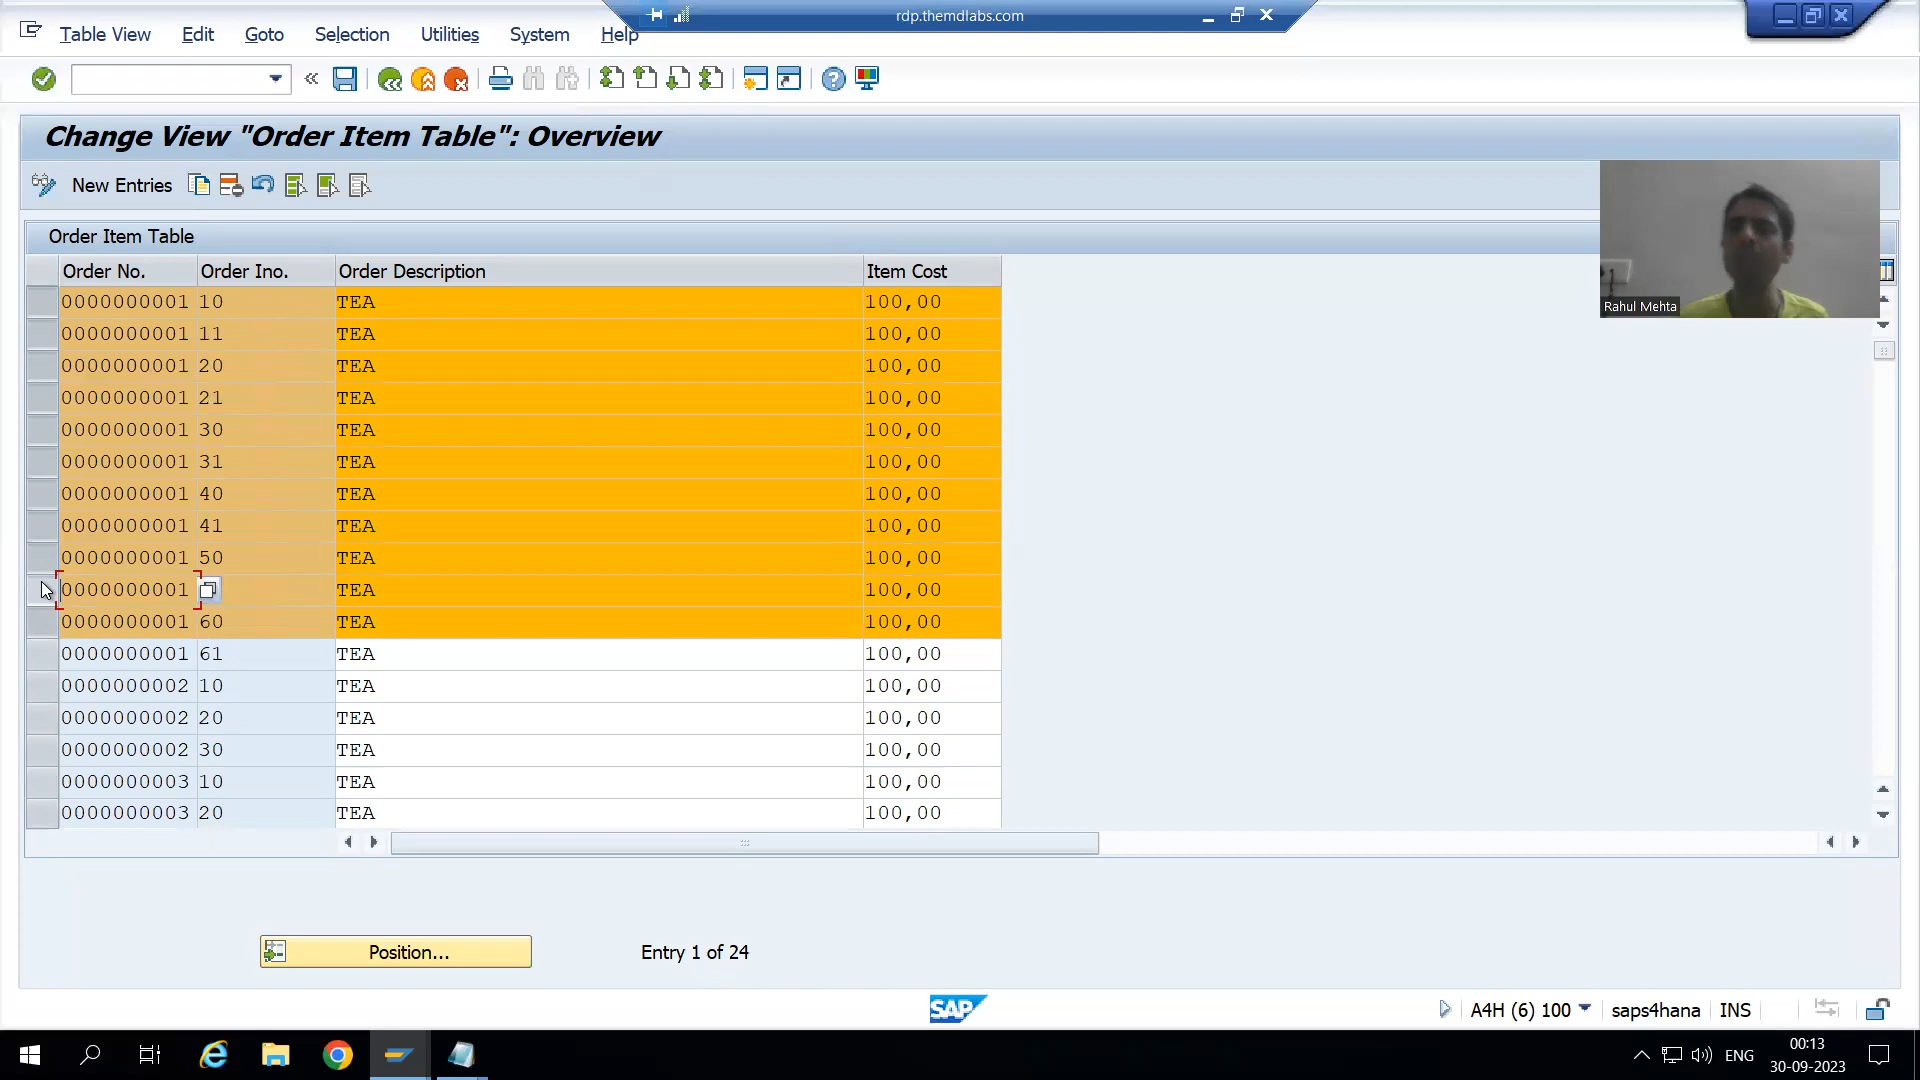 rdp.themdlabs.com
Table View Edit Goto Selection Utilities System Help
Change View "Order Item Table": Overview
New Entries
Order Item Table
Order No. Order Ino. Order Description Item Cost
0000000001 10 TEA 100,00
0000000001 11 TEA 100,00
0000000001 20 TEA 100,00
0000000001 21 TEA 100,00
0000000001 30 TEA 100,00
0000000001 31 TEA 100,00
0000000001 40 TEA 100,00
0000000001 41 TEA 100,00
0000000001 50 TEA 100,00
0000000001 TEA 100,00
0000000001 60 TEA 100,00
0000000001 61 TEA 100,00
0000000002 10 TEA 100,00
0000000002 20 TEA 100,00
0000000002 30 TEA 100,00
0000000003 10 TEA 100,00
0000000003 20 TEA 100,00
Rahul Mehta
Position... Entry 1 of 24
SAP
A4H (6) 100 saps4hana INS
ENG
00:13
30-09-2023